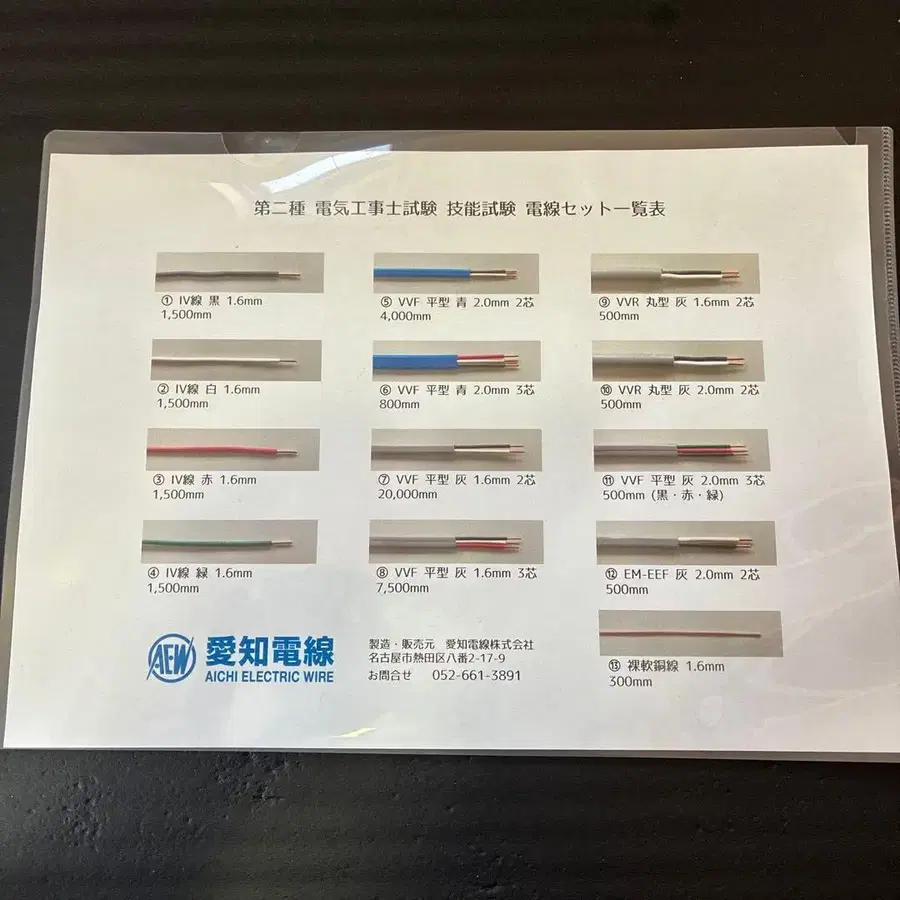 第二種 電気工事士試験 技能試験 電線セット一覧表
① IV線 黒 1.6mm
1,500mm
② IV線 白 1.6mm
1,500mm
③ IV線 赤 1.6mm
1,500mm
④ IV線 緑 1.6mm
1,500mm
⑤ VVF 平型 青 2.0mm 2芯
4,000mm
⑥ VVF 平型 青 2.0mm 3芯
800mm
⑦ VVF 平型 灰 1.6mm 2芯
20,000mm
⑧ VVF 平型 灰 1.6mm 3芯
7,500mm
⑨ VVR 丸型 灰 1.6mm 2芯
500mm
⑩ VVR 丸型 灰 2.0mm 2芯
500mm
⑪ VVF 平型 灰 2.0mm 3芯
500mm (黒・赤・緑)
⑫ EM-EEF 灰 2.0mm 2芯
500mm
⑬ 裸軟銅線 1.6mm
300mm
AEW 愛知電線
AICHI ELECTRIC WIRE
製造・販売元 愛知電線株式会社
名古屋市熱田区八番2-17-9
お問合せ 052-661-3891